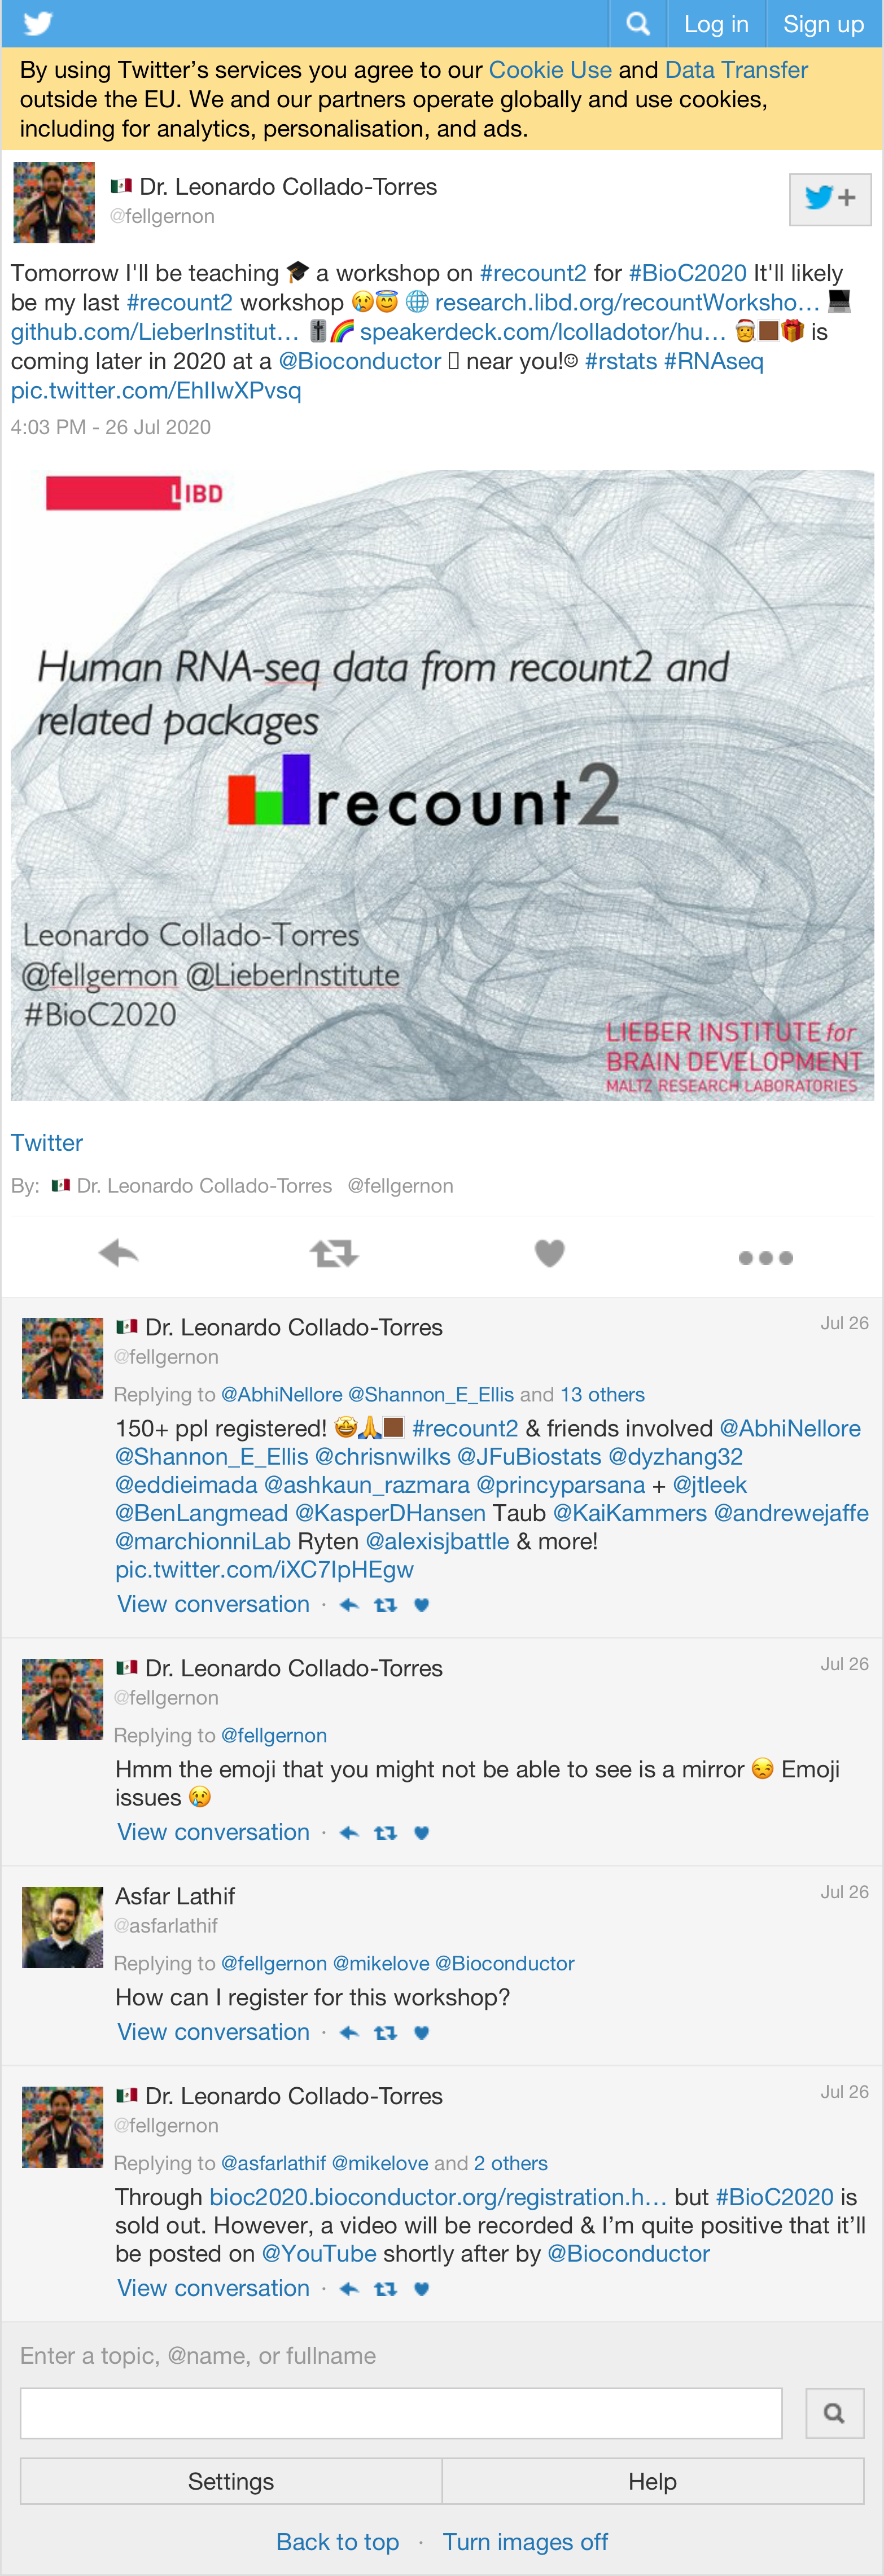 Log in Sign up
By using Twitter’s services you agree to our Cookie Use and Data Transfer
outside the EU. We and our partners operate globally and use cookies,
including for analytics, personalisation, and ads.
🇲🇽 Dr. Leonardo Collado-Torres
@fellgernon
Tomorrow I'll be teaching 🎓 a workshop on #recount2 for #BioC2020 It'll likely
be my last #recount2 workshop 😢😇 🌐 research.libd.org/recountWorksho… 💻
github.com/LieberInstitut… 🎚🌈 speakerdeck.com/lcolladotor/hu… 🎅🏾🎁 is
coming later in 2020 at a @Bioconductor 🪞 near you!☺ #rstats #RNAseq
pic.twitter.com/EhIIwXPvsq
4:03 PM - 26 Jul 2020
LIBD
Human RNA-seq data from recount2 and
related packages
recount2
Leonardo Collado-Torres
@fellgernon @LieberInstitute
#BioC2020
LIEBER INSTITUTE for
BRAIN DEVELOPMENT
MALTZ RESEARCH LABORATORIES
Twitter
By: 🇲🇽 Dr. Leonardo Collado-Torres @fellgernon
🇲🇽 Dr. Leonardo Collado-Torres Jul 26
@fellgernon
Replying to @AbhiNellore @Shannon_E_Ellis and 13 others
150+ ppl registered! 🤩🙏🏾 #recount2 & friends involved @AbhiNellore
@Shannon_E_Ellis @chrisnwilks @JFuBiostats @dyzhang32
@eddieimada @ashkaun_razmara @princyparsana + @jtleek
@BenLangmead @KasperDHansen Taub @KaiKammers @andrewejaffe
@marchionniLab Ryten @alexisjbattle & more!
pic.twitter.com/iXC7IpHEgw
View conversation ·
🇲🇽 Dr. Leonardo Collado-Torres Jul 26
@fellgernon
Replying to @fellgernon
Hmm the emoji that you might not be able to see is a mirror 😒 Emoji
issues 😢
View conversation ·
Asfar Lathif Jul 26
@asfarlathif
Replying to @fellgernon @mikelove @Bioconductor
How can I register for this workshop?
View conversation ·
🇲🇽 Dr. Leonardo Collado-Torres Jul 26
@fellgernon
Replying to @asfarlathif @mikelove and 2 others
Through bioc2020.bioconductor.org/registration.h… but #BioC2020 is
sold out. However, a video will be recorded & I’m quite positive that it’ll
be posted on @YouTube shortly after by @Bioconductor
View conversation ·
Enter a topic, @name, or fullname
Settings Help
Back to top · Turn images off